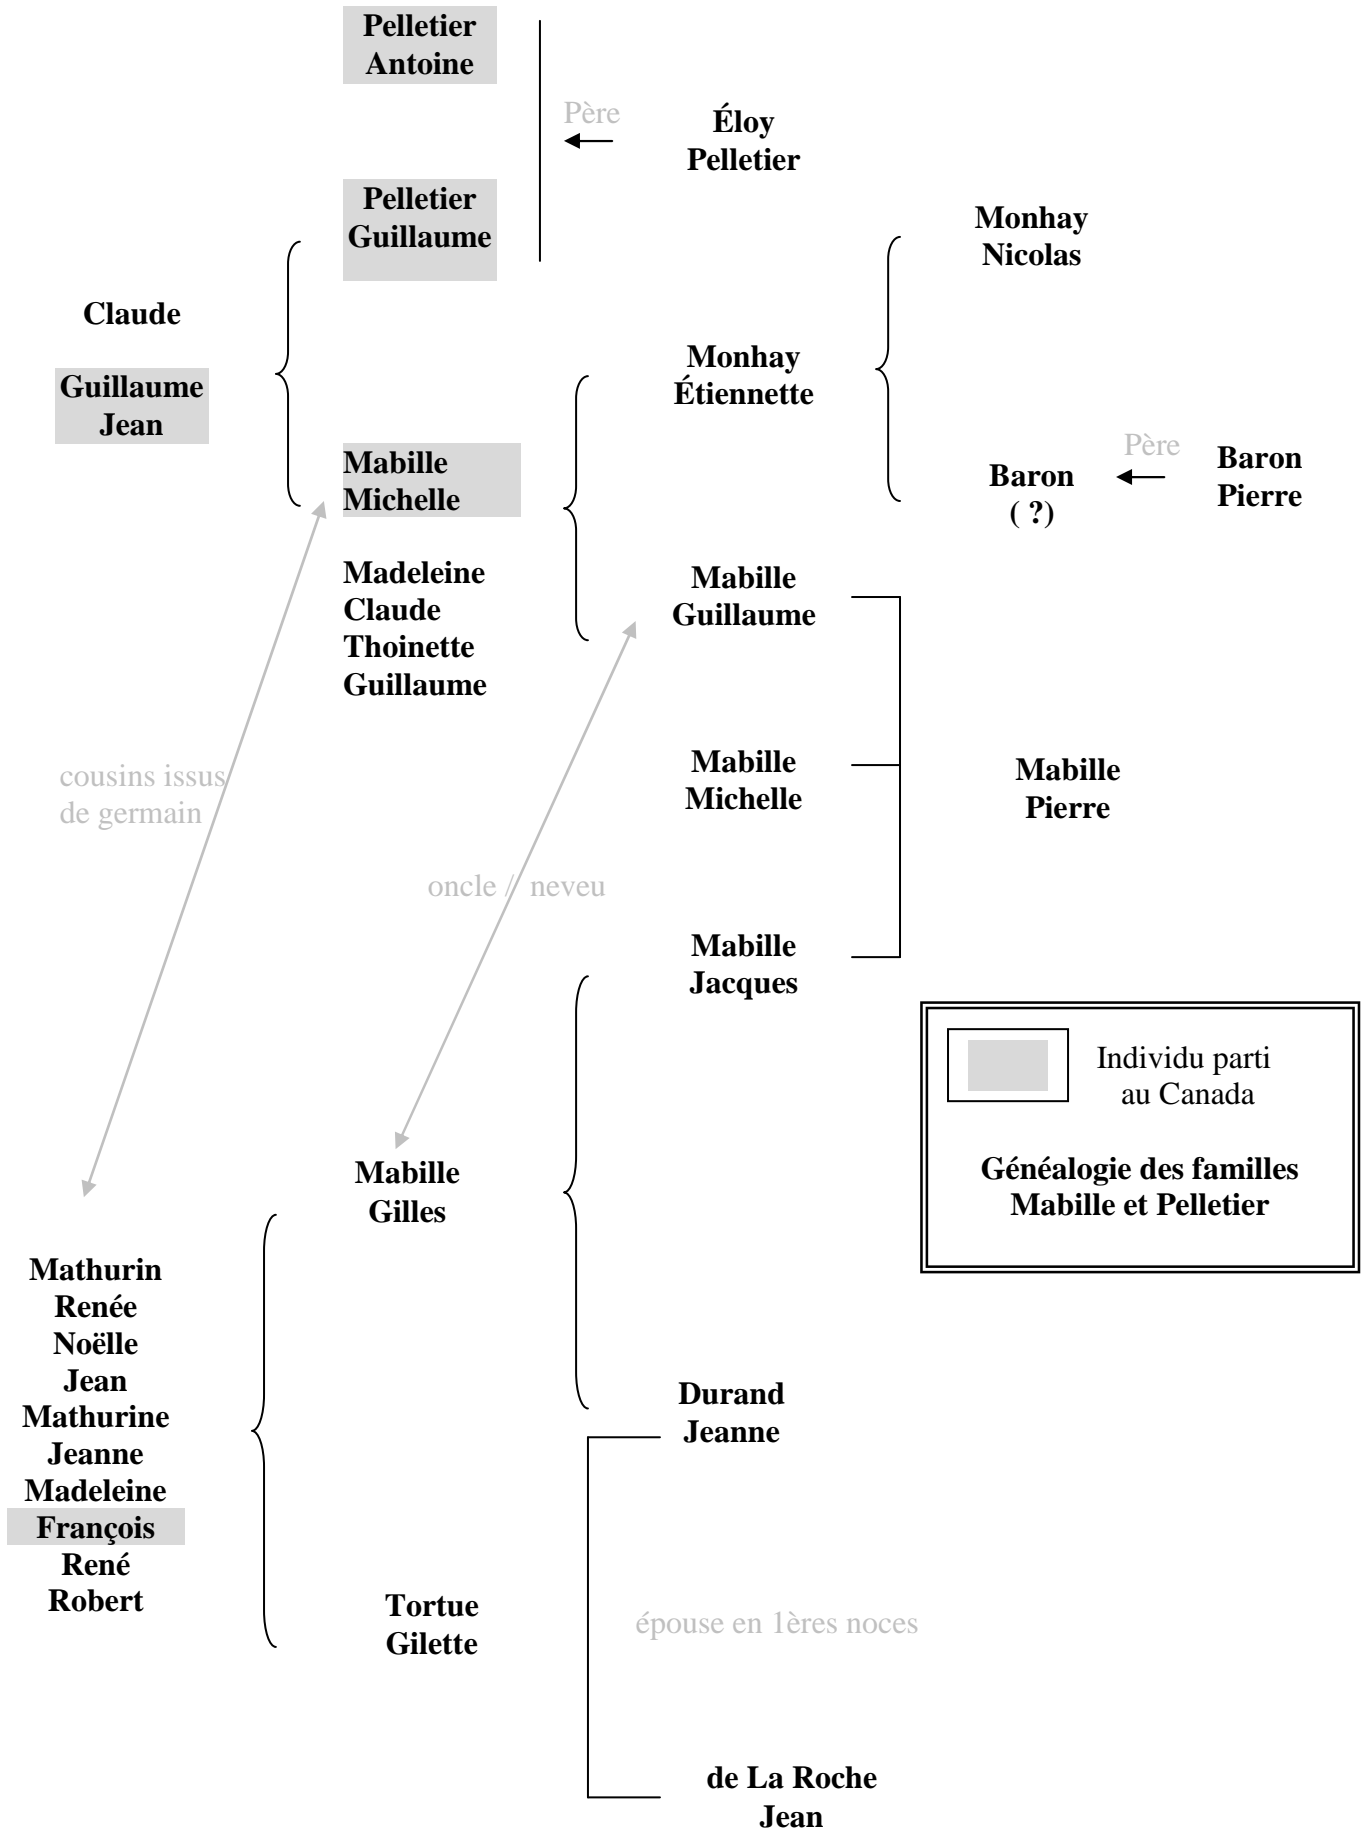 Pelletier
Antoine
Père
Éloy
Pelletier
Pelletier
Guillaume
Monhay
Nicolas
Claude
Guillaume
Jean
Monhay
Étiennette
Mabille
Michelle
Baron
( ?)
Père
Baron
Pierre
Madeleine
Claude
Thoinette
Guillaume
Mabille
Guillaume
cousins issus
de germain
Mabille
Michelle
Mabille
Pierre
oncle / neveu
Mabille
Jacques
Individu parti
au Canada
Généalogie des familles
Mabille et Pelletier
Mabille
Gilles
Mathurin
Renée
Noëlle
Jean
Mathurine
Jeanne
Madeleine
François
René
Robert
Durand
Jeanne
Tortue
Gilette
épouse en 1ères noces
de La Roche
Jean